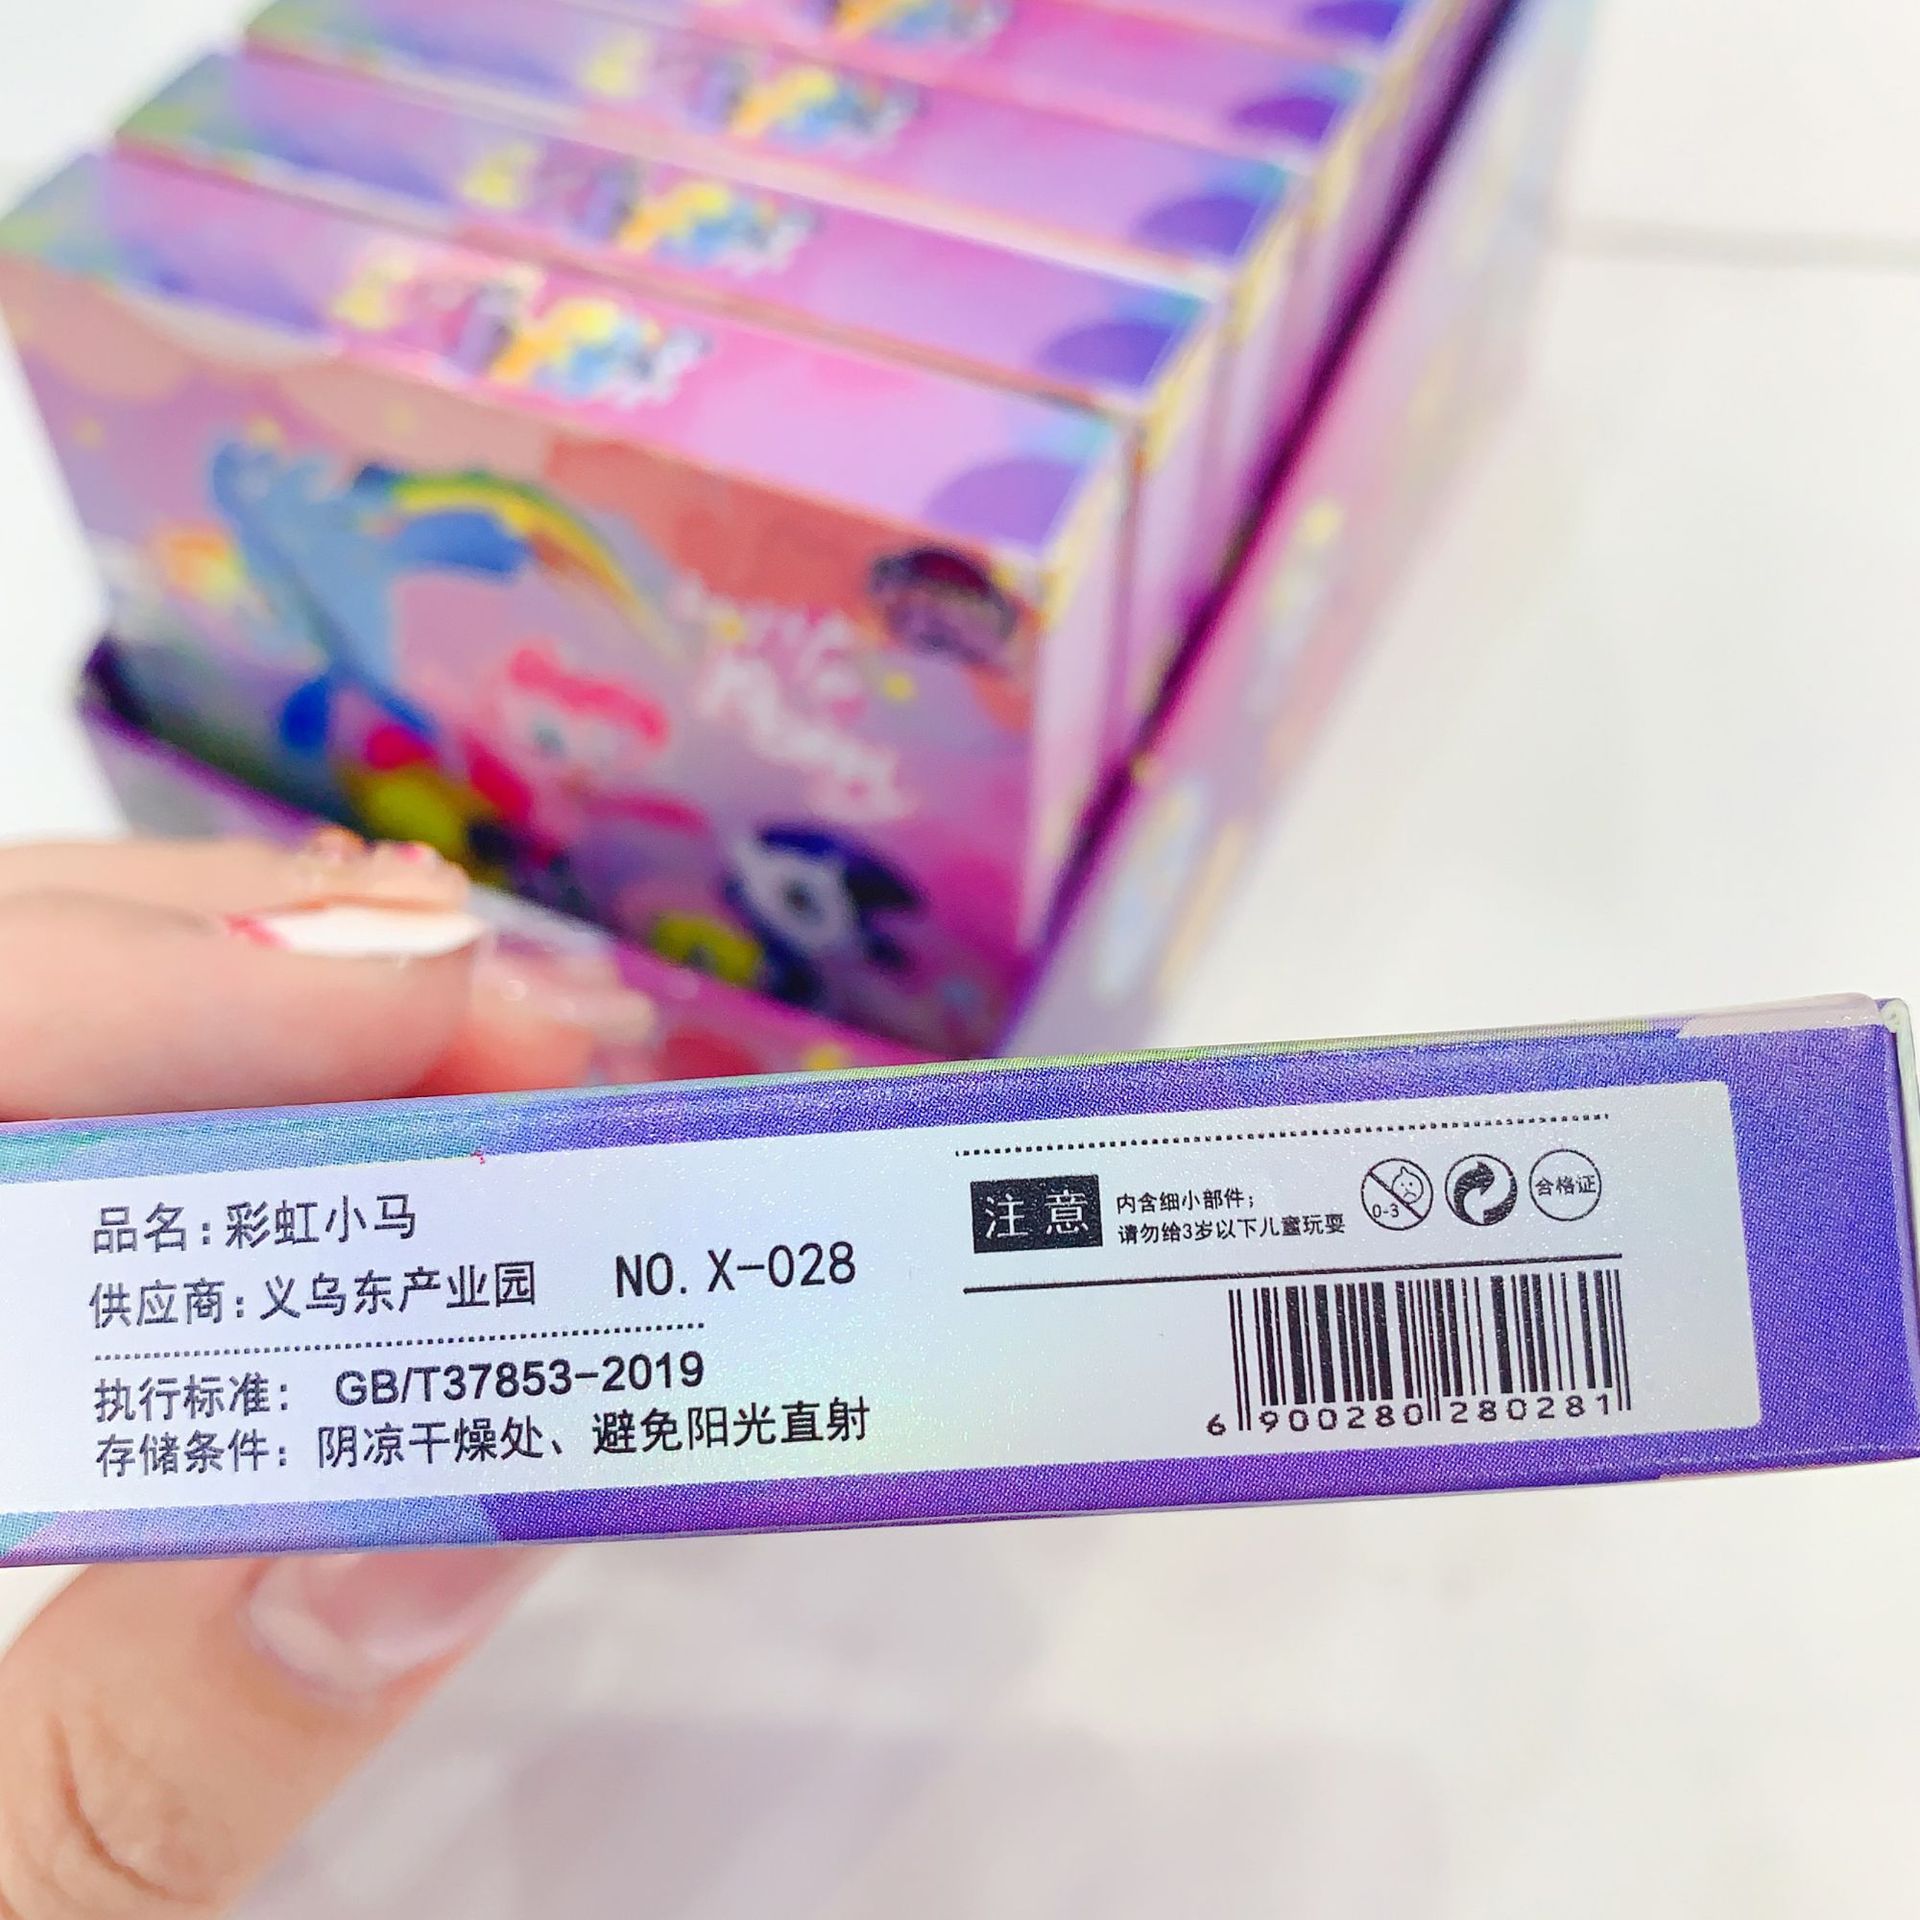 品名:彩虹小马
供应商:义乌东产业园 NO. X-028
执行标准: GB/T37853-2019
存储条件: 阴凉干燥处、避免阳光直射
注意
内含细小部件;
请勿给3岁以下儿童玩耍
0-3
合格证
6 900280 280281